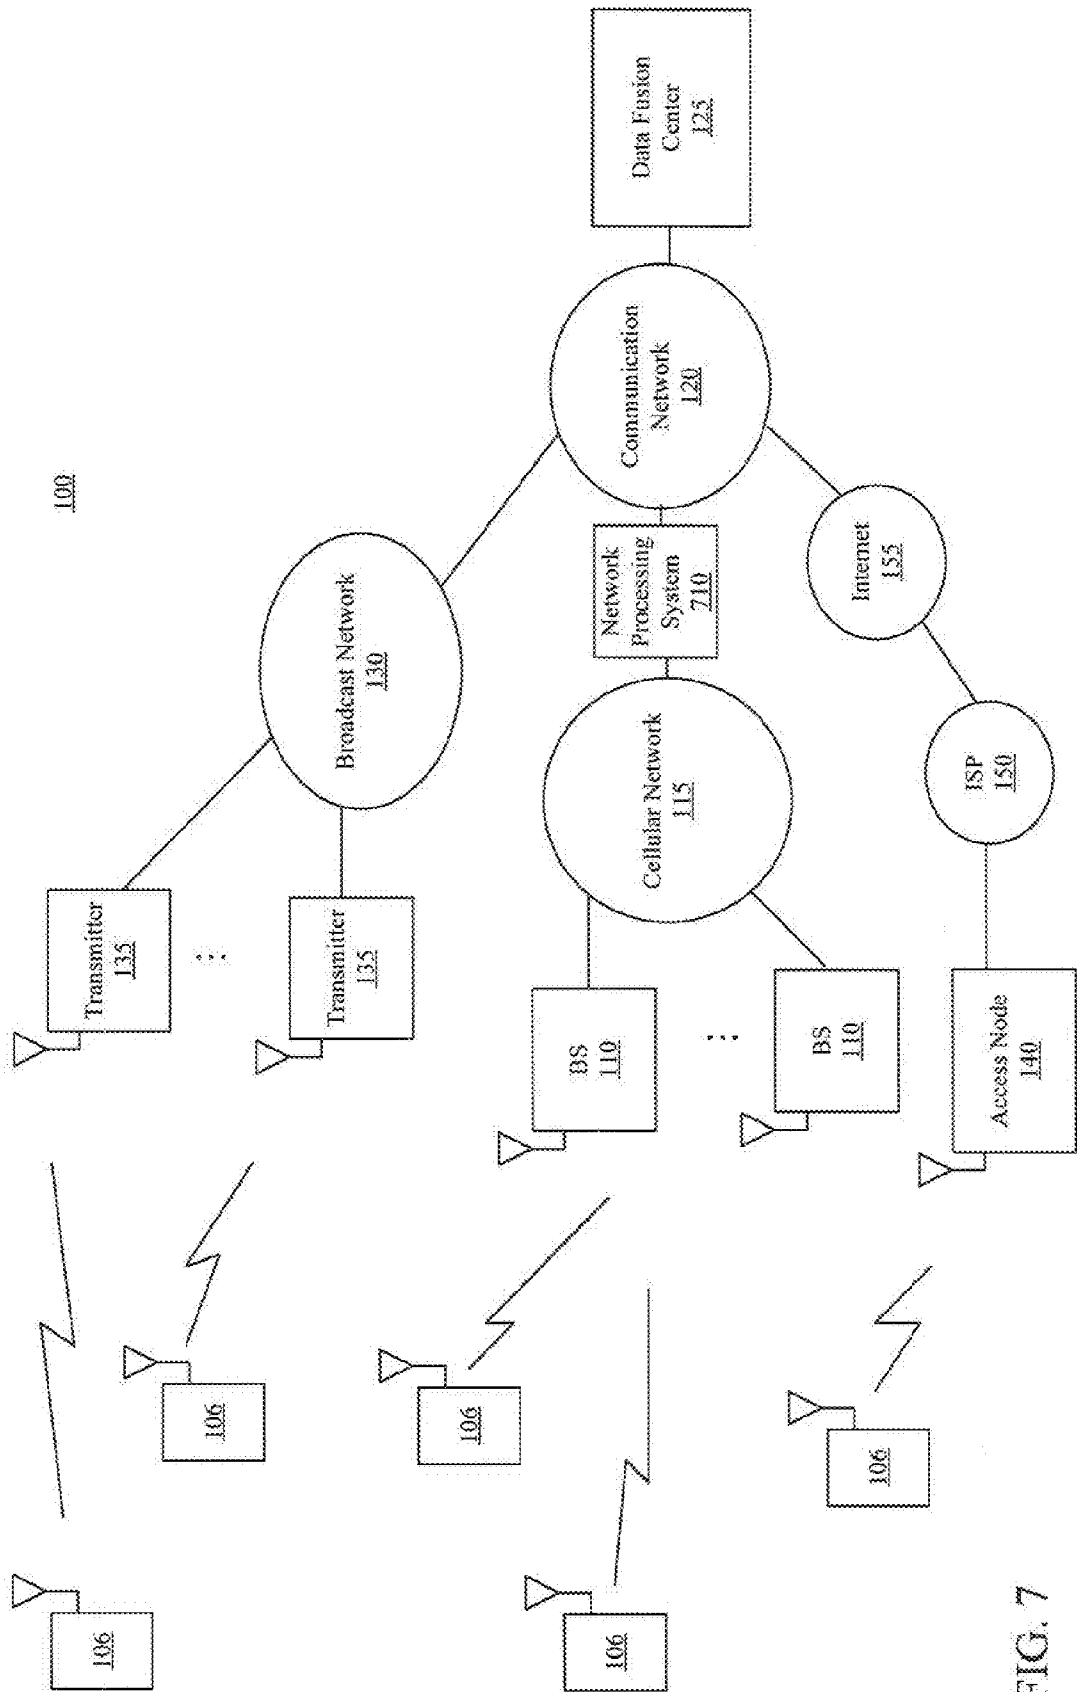 100
106
106
106
106
106
Transmitter
135
...
Transmitter
135
BS
110
...
BS
110
Access Node
140
Broadcast Network
130
Cellular Network
115
ISP
150
Network
Processing
System
710
Internet
155
Communication
Network
120
Data Fusion
Center
125
FIG. 7